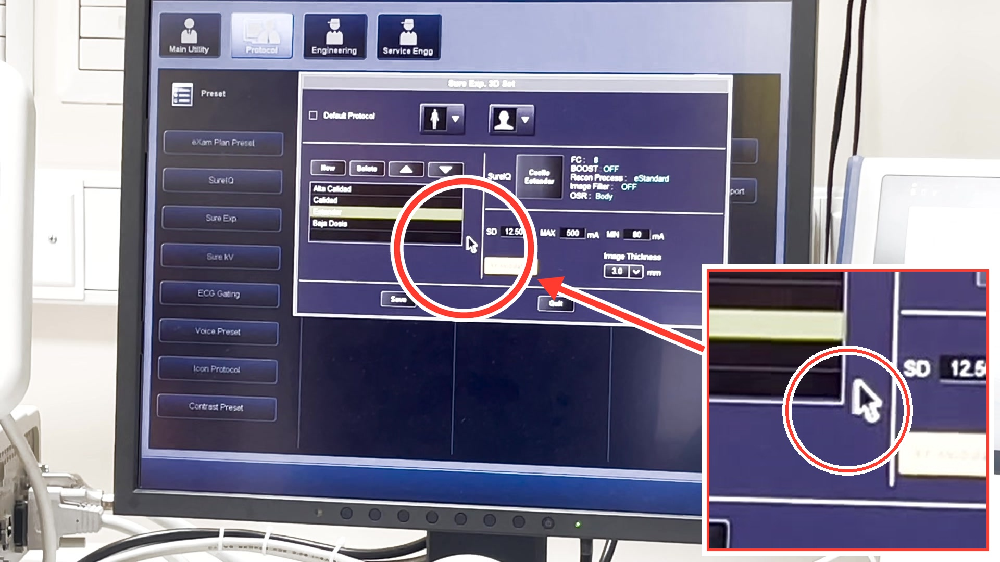 Main Utility
Protocol
Engineering
Service Engg
Preset
eXam Plan Preset
SureIQ
Sure Exp.
Sure kV
ECG Gating
Voice Preset
Icon Protocol
Contrast Preset
Sure Exp. 3D Set
Default Protocol
New
Delete
Alta Calidad
Calidad
Estandar
Baja Dosis
SureIQ
Cuello
Estandar
FC: 8
BOOST: OFF
Recon Process: eStandard
Image Filter: OFF
OSR: Body
SD 12.50 MAX 500 mA MIN 80 mA
Image Thickness
3.0 mm
Save
Quit
port
SD 12.5